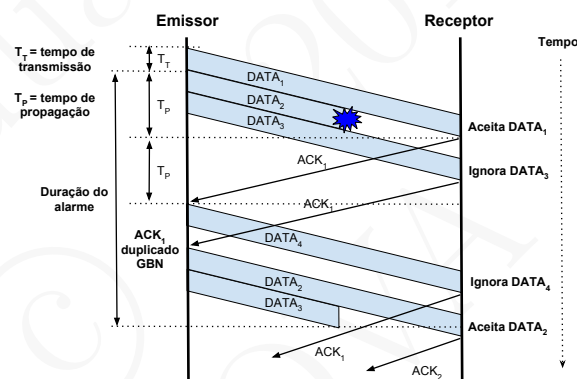 Emissor
Receptor
Tempo
T_T = tempo de
transmissão
T_T
DATA_1
T_P = tempo de
propagação
T_P
DATA_2
DATA_3
Aceita DATA_1
ACK_1
Ignora DATA_3
T_P
Duração do
alarme
ACK_1
ACK_1
duplicado
GBN
DATA_4
DATA_2
Ignora DATA_4
DATA_3
Aceita DATA_2
ACK_1
ACK_2